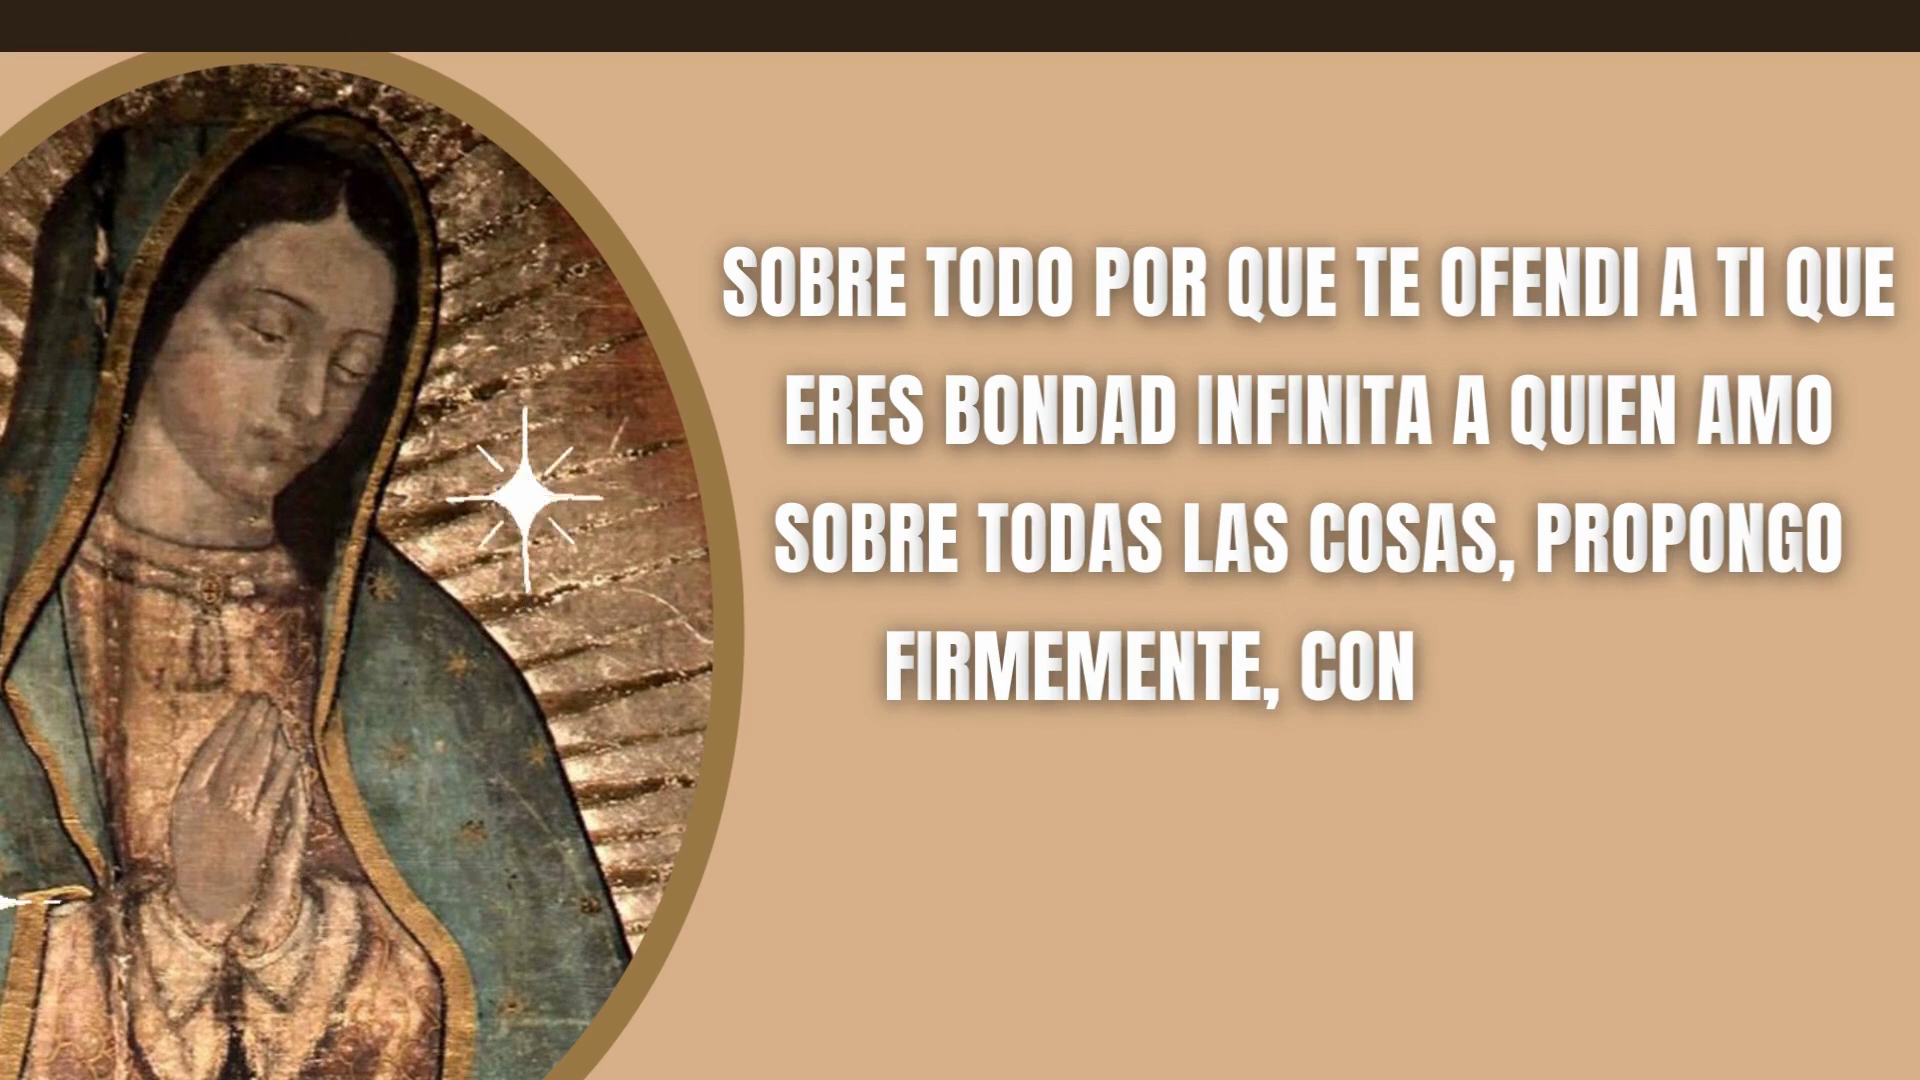 SOBRE TODO POR QUE TE OFENDI A TI QUE
ERES BONDAD INFINITA A QUIEN AMO
SOBRE TODAS LAS COSAS, PROPONGO
FIRMEMENTE, CON